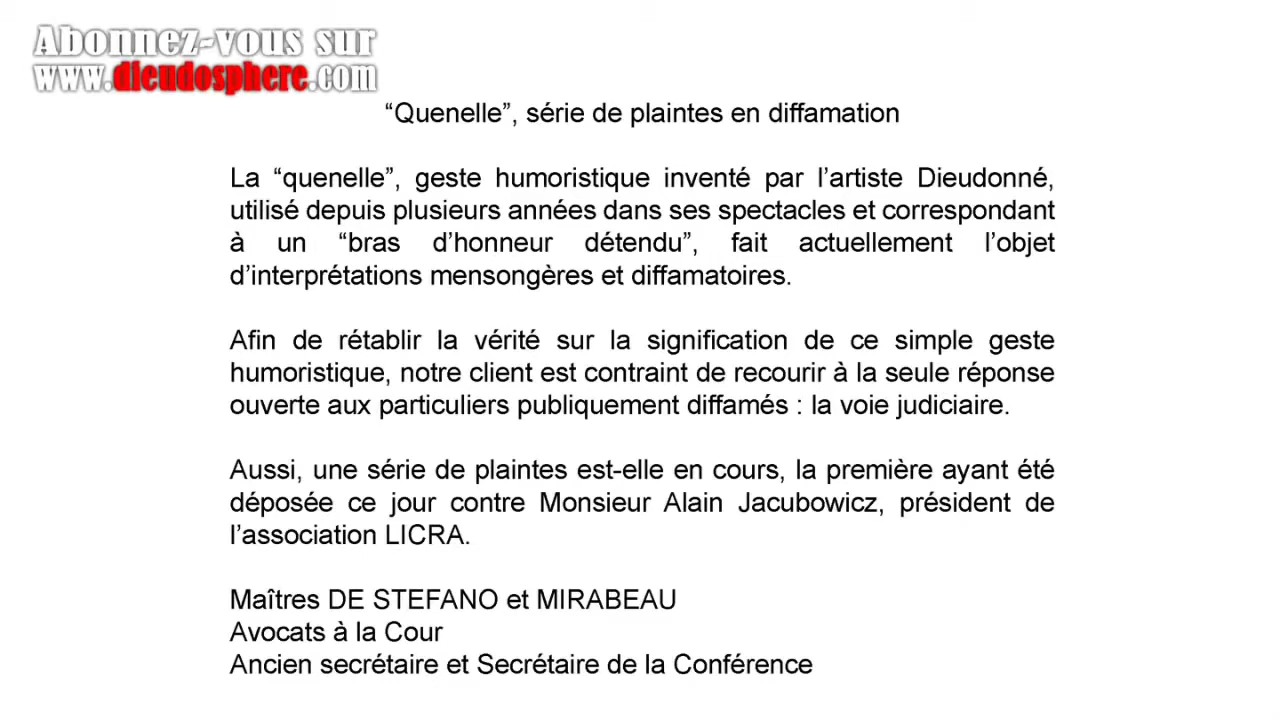 Abonnez-vous sur
www.dieudosphere.com
“Quenelle”, série de plaintes en diffamation
La “quenelle”, geste humoristique inventé par l’artiste Dieudonné,
utilisé depuis plusieurs années dans ses spectacles et correspondant
à un “bras d’honneur détendu”, fait actuellement l’objet
d’interprétations mensongères et diffamatoires.
Afin de rétablir la vérité sur la signification de ce simple geste
humoristique, notre client est contraint de recourir à la seule réponse
ouverte aux particuliers publiquement diffamés : la voie judiciaire.
Aussi, une série de plaintes est-elle en cours, la première ayant été
déposée ce jour contre Monsieur Alain Jacubowicz, président de
l’association LICRA.
Maîtres DE STEFANO et MIRABEAU
Avocats à la Cour
Ancien secrétaire et Secrétaire de la Conférence